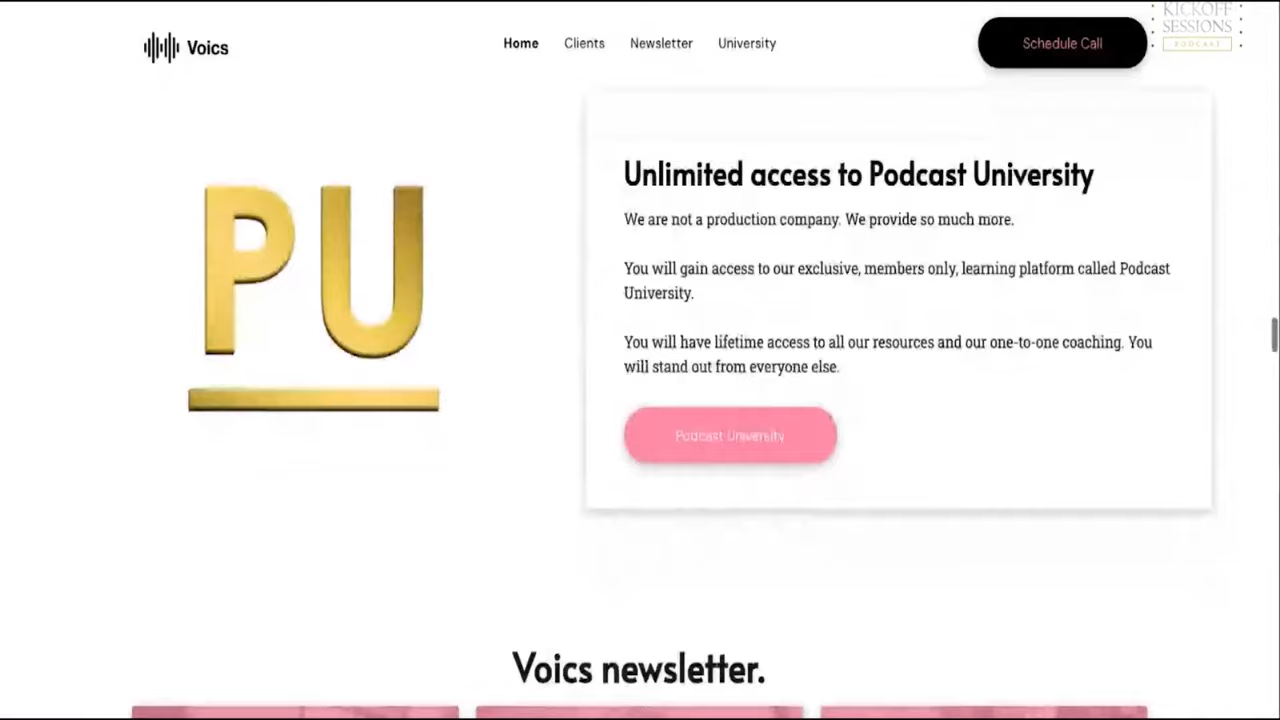 KICKOFF
SESSIONS
PODCAST
Voics
Home
Clients
Newsletter
University
Schedule Call
PU
Unlimited access to Podcast University
We are not a production company. We provide so much more.
You will gain access to our exclusive, members only, learning platform called Podcast
University.
You will have lifetime access to all our resources and our one-to-one coaching. You
will stand out from everyone else.
Podcast University
Voics newsletter.